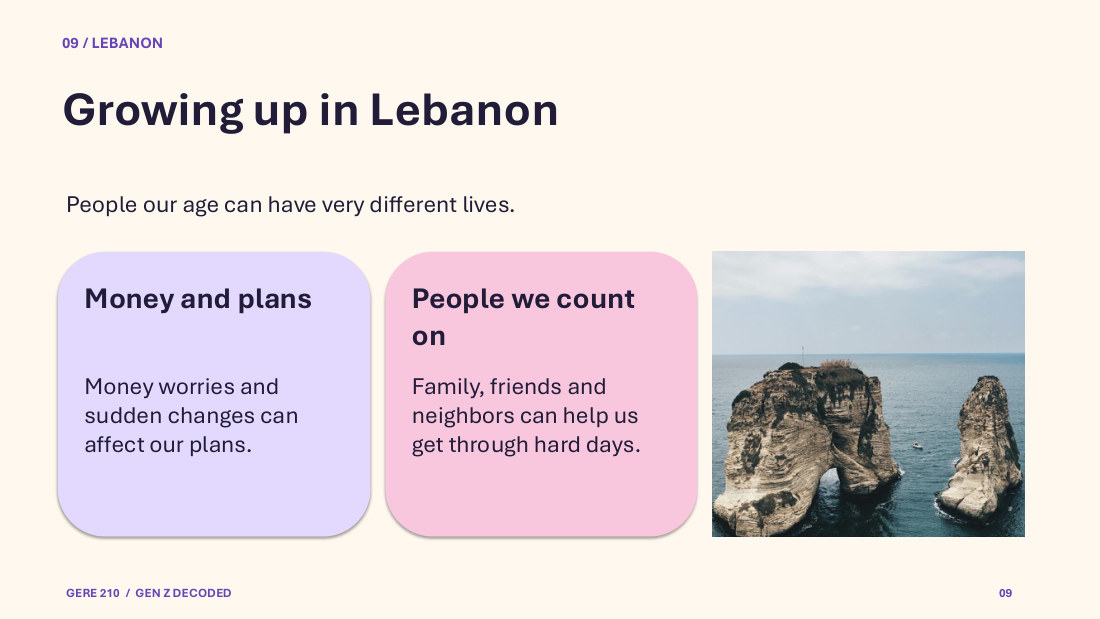 09 / LEBANON
Growing up in Lebanon
People our age can have very different lives.
Money and plans
Money worries and
sudden changes can
affect our plans.
People we count
on
Family, friends and
neighbors can help us
get through hard days.
GERE 210 / GEN Z DECODED
09